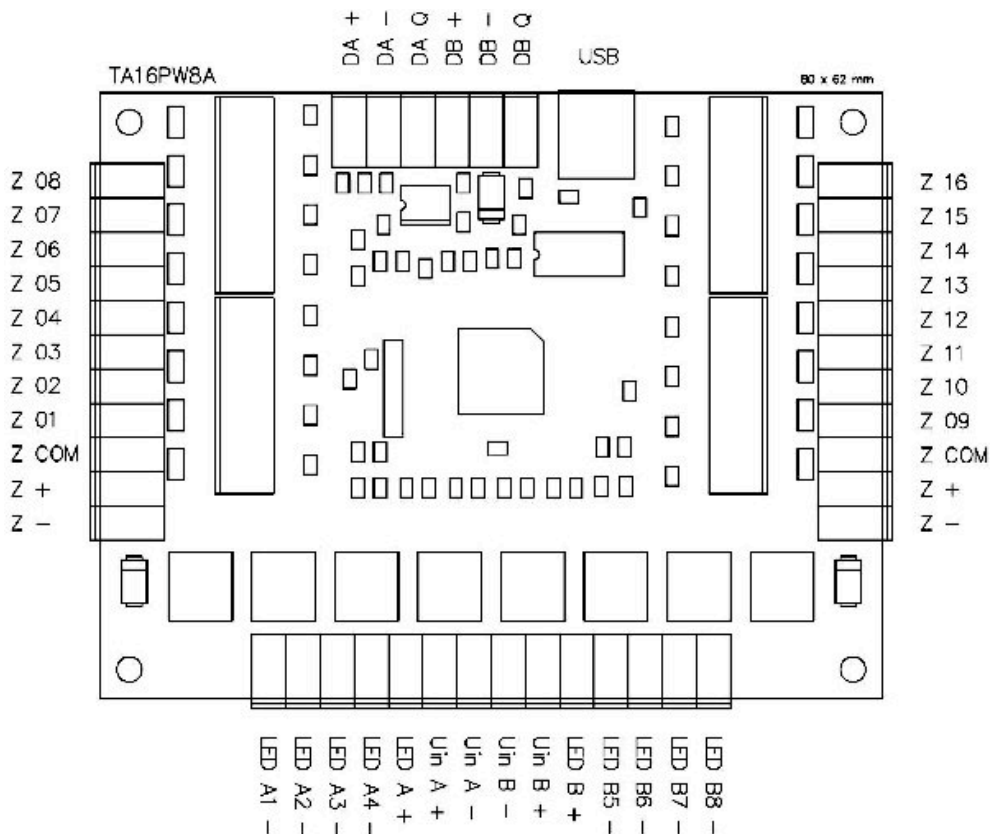 DA +
DA -
DA Q
DB +
DB -
DB Q
USB
TA16PW8A
80 x 62 mm
Z 08
Z 07
Z 06
Z 05
Z 04
Z 03
Z 02
Z 01
Z COM
Z +
Z -
Z 16
Z 15
Z 14
Z 13
Z 12
Z 11
Z 10
Z 09
Z COM
Z +
Z -
LED A1 -
LED A2 -
LED A3 -
LED A4 -
LED A +
Uin A +
Uin A -
Uin B -
Uin B +
LED B +
LED B5 -
LED B6 -
LED B7 -
LED B8 -